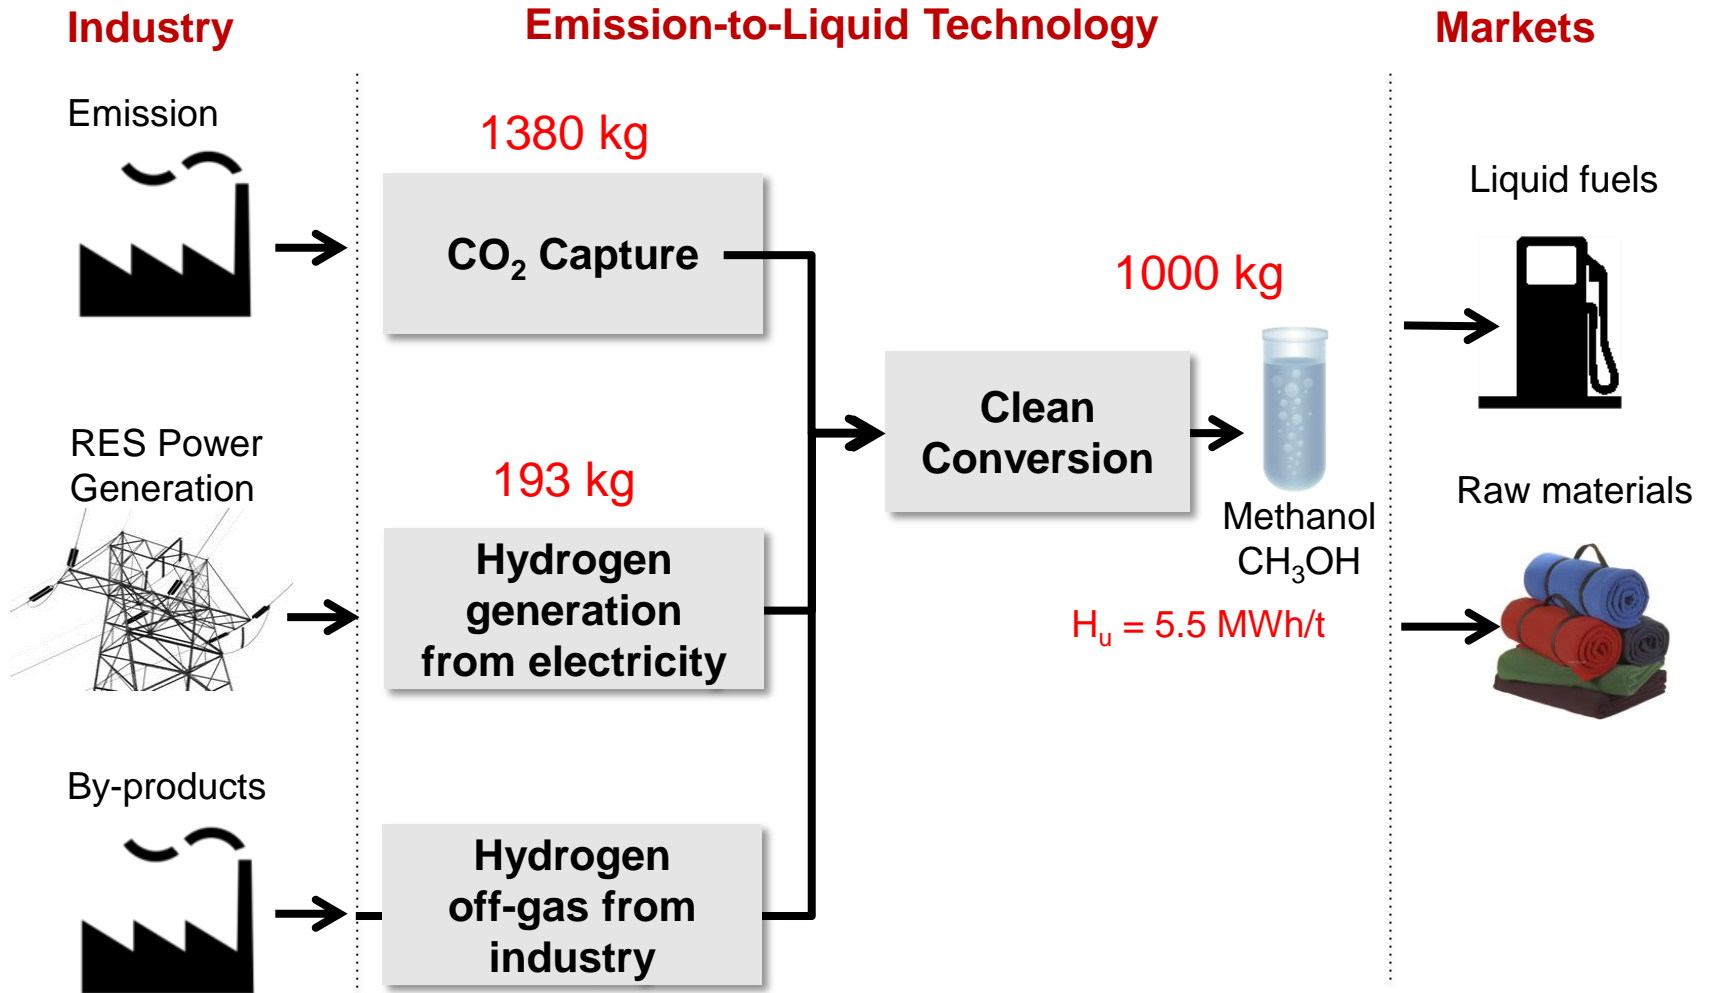 Industry
Emission-to-Liquid Technology
Markets
Emission
1380 kg
CO₂ Capture
Liquid fuels
1000 kg
RES Power
Generation
193 kg
Clean
Conversion
Raw materials
Methanol
CH₃OH
Hydrogen
generation
from electricity
Hᵤ = 5.5 MWh/t
By-products
Hydrogen
off-gas from
industry